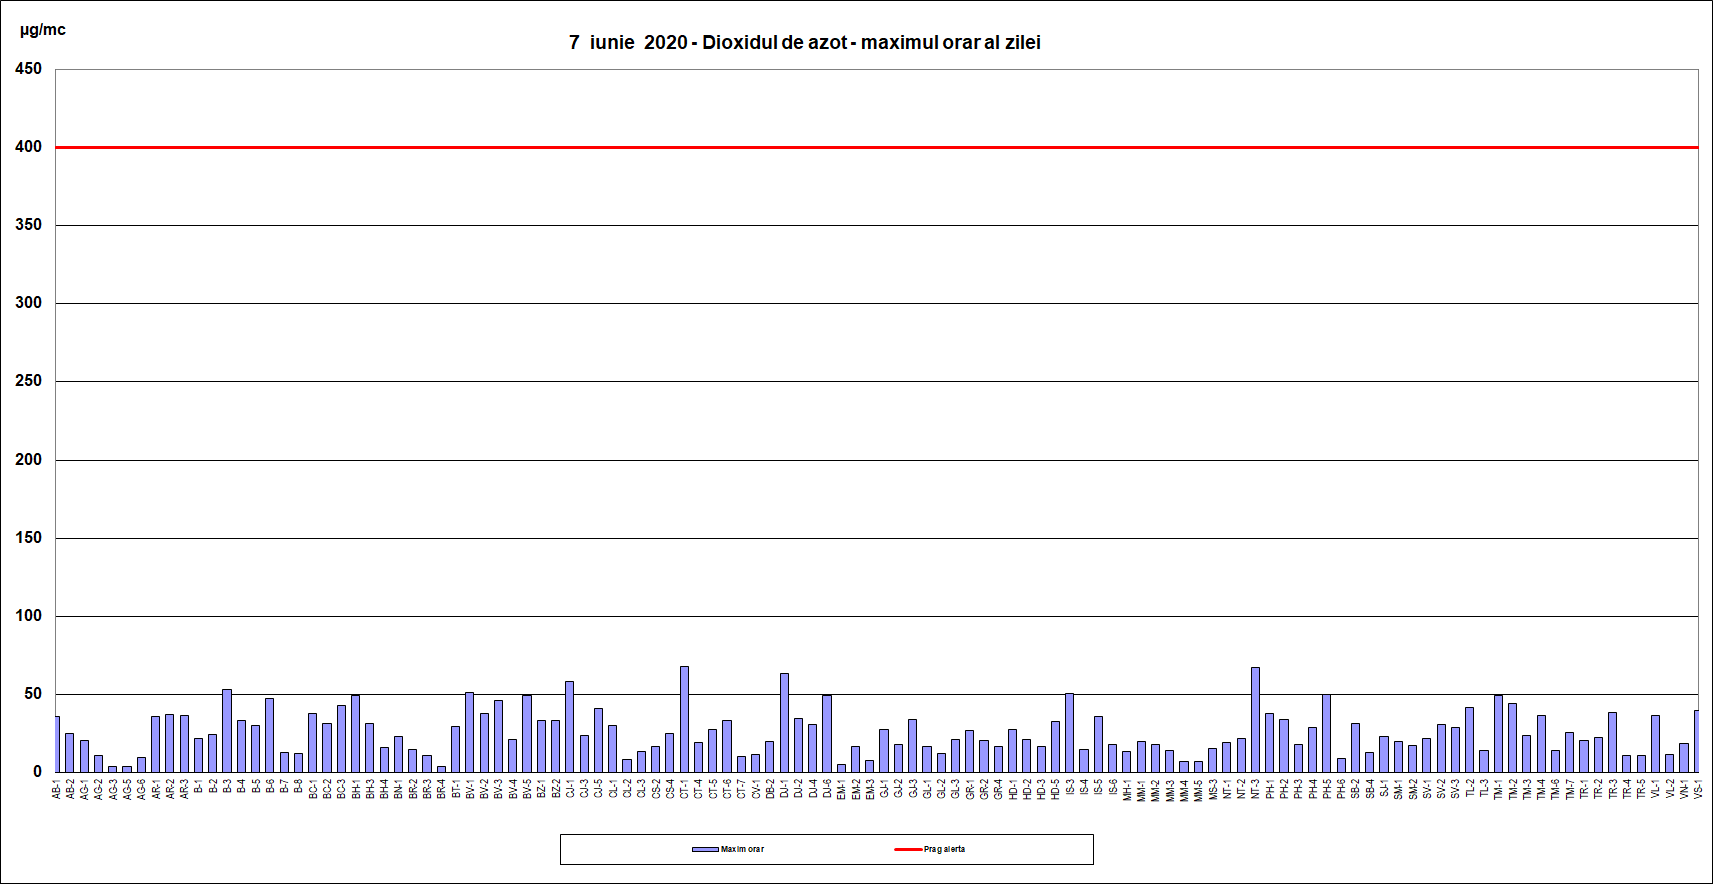 µg/mc
7 iunie 2020 - Dioxidul de azot - maximul orar al zilei
450
400
350
300
250
200
150
100
50
0
AB-1 AB-2 AG-1 AG-2 AG-3 AG-5 AG-6 AR-1 AR-2 AR-3 B-1 B-2 B-3 B-4 B-5 B-6 B-7 B-8 BC-1 BC-2 BC-3 BH-1 BH-3 BH-4 BN-1 BR-2 BR-3 BR-4 BT-1 BV-1 BV-2 BV-3 BV-4 BV-5 BZ-1 BZ-2 CJ-1 CJ-3 CJ-5 CL-1 CL-2 CL-3 CS-2 CS-4 CT-1 CT-4 CT-5 CT-6 CT-7 CV-1 DB-2 DJ-1 DJ-2 DJ-4 DJ-6 EM-1 EM-2 EM-3 GJ-1 GJ-2 GJ-3 GL-1 GL-2 GL-3 GR-1 GR-2 GR-4 HD-1 HD-2 HD-3 HD-5 IS-3 IS-4 IS-5 IS-6 MH-1 MM-1 MM-2 MM-3 MM-4 MM-5 MS-3 NT-1 NT-2 NT-3 PH-1 PH-2 PH-3 PH-4 PH-5 PH-6 SB-2 SB-4 SJ-1 SM-1 SM-2 SV-1 SV-2 SV-3 TL-2 TL-3 TM-1 TM-2 TM-3 TM-4 TM-6 TM-7 TR-1 TR-2 TR-3 TR-4 TR-5 VL-1 VL-2 VN-1 VS-1
Maxim orar
Prag alerta